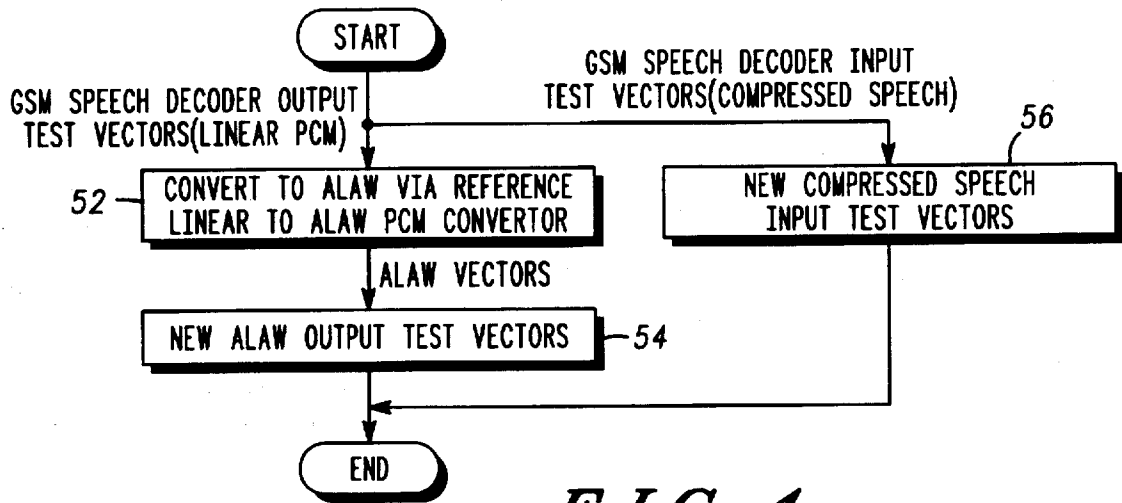 START
GSM SPEECH DECODER OUTPUT
TEST VECTORS(LINEAR PCM)
GSM SPEECH DECODER INPUT
TEST VECTORS(COMPRESSED SPEECH)
56
52
CONVERT TO ALAW VIA REFERENCE
LINEAR TO ALAW PCM CONVERTOR
NEW COMPRESSED SPEECH
INPUT TEST VECTORS
ALAW VECTORS
NEW ALAW OUTPUT TEST VECTORS
54
END